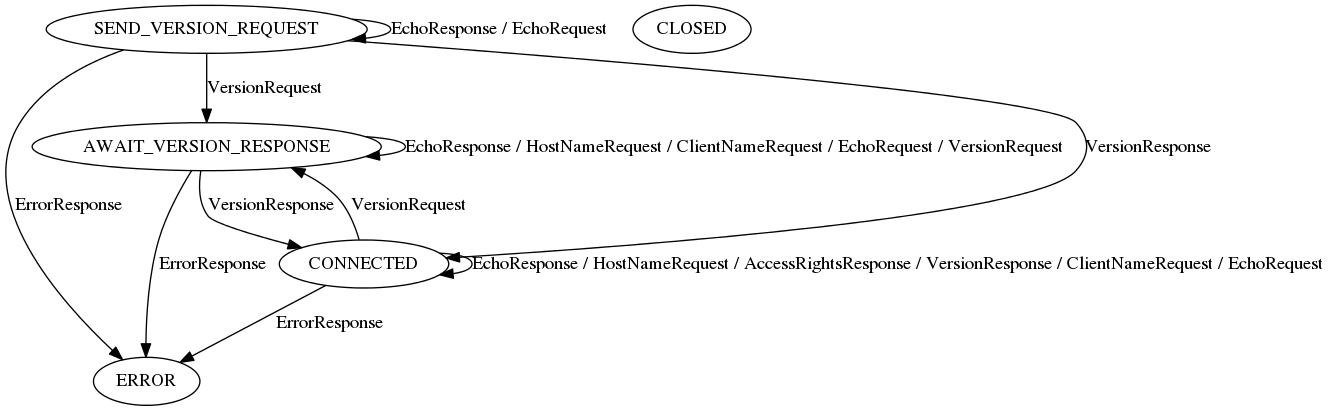 SEND_VERSION_REQUEST
EchoResponse / EchoRequest
CLOSED
VersionRequest
AWAIT_VERSION_RESPONSE
EchoResponse / HostNameRequest / ClientNameRequest / EchoRequest / VersionRequest
VersionResponse
ErrorResponse
VersionResponse
VersionRequest
ErrorResponse
CONNECTED
EchoResponse / HostNameRequest / AccessRightsResponse / VersionResponse / ClientNameRequest / EchoRequest
ErrorResponse
ERROR